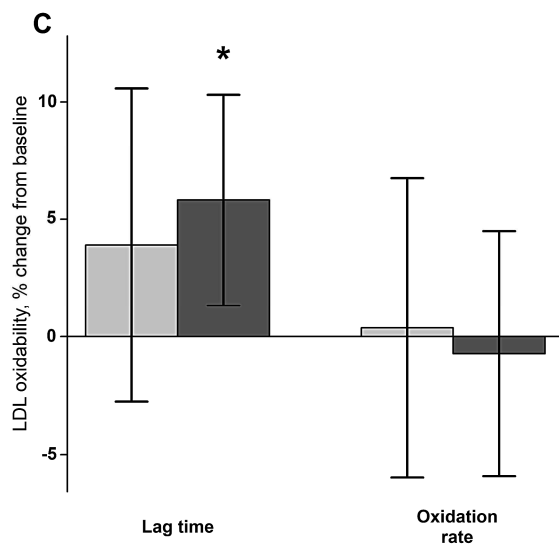 C
*
LDL oxidability, % change from baseline
10
5
0
-5
Lag time
Oxidation
rate